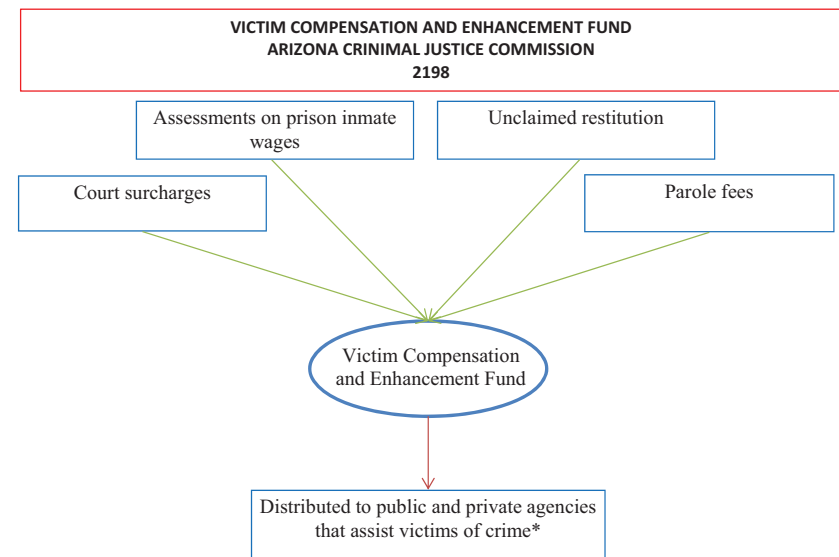 VICTIM COMPENSATION AND ENHANCEMENT FUND
ARIZONA CRINIMAL JUSTICE COMMISSION
2198
Assessments on prison inmate
wages
Unclaimed restitution
Court surcharges
Parole fees
Victim Compensation
and Enhancement Fund
Distributed to public and private agencies
that assist victims of crime*